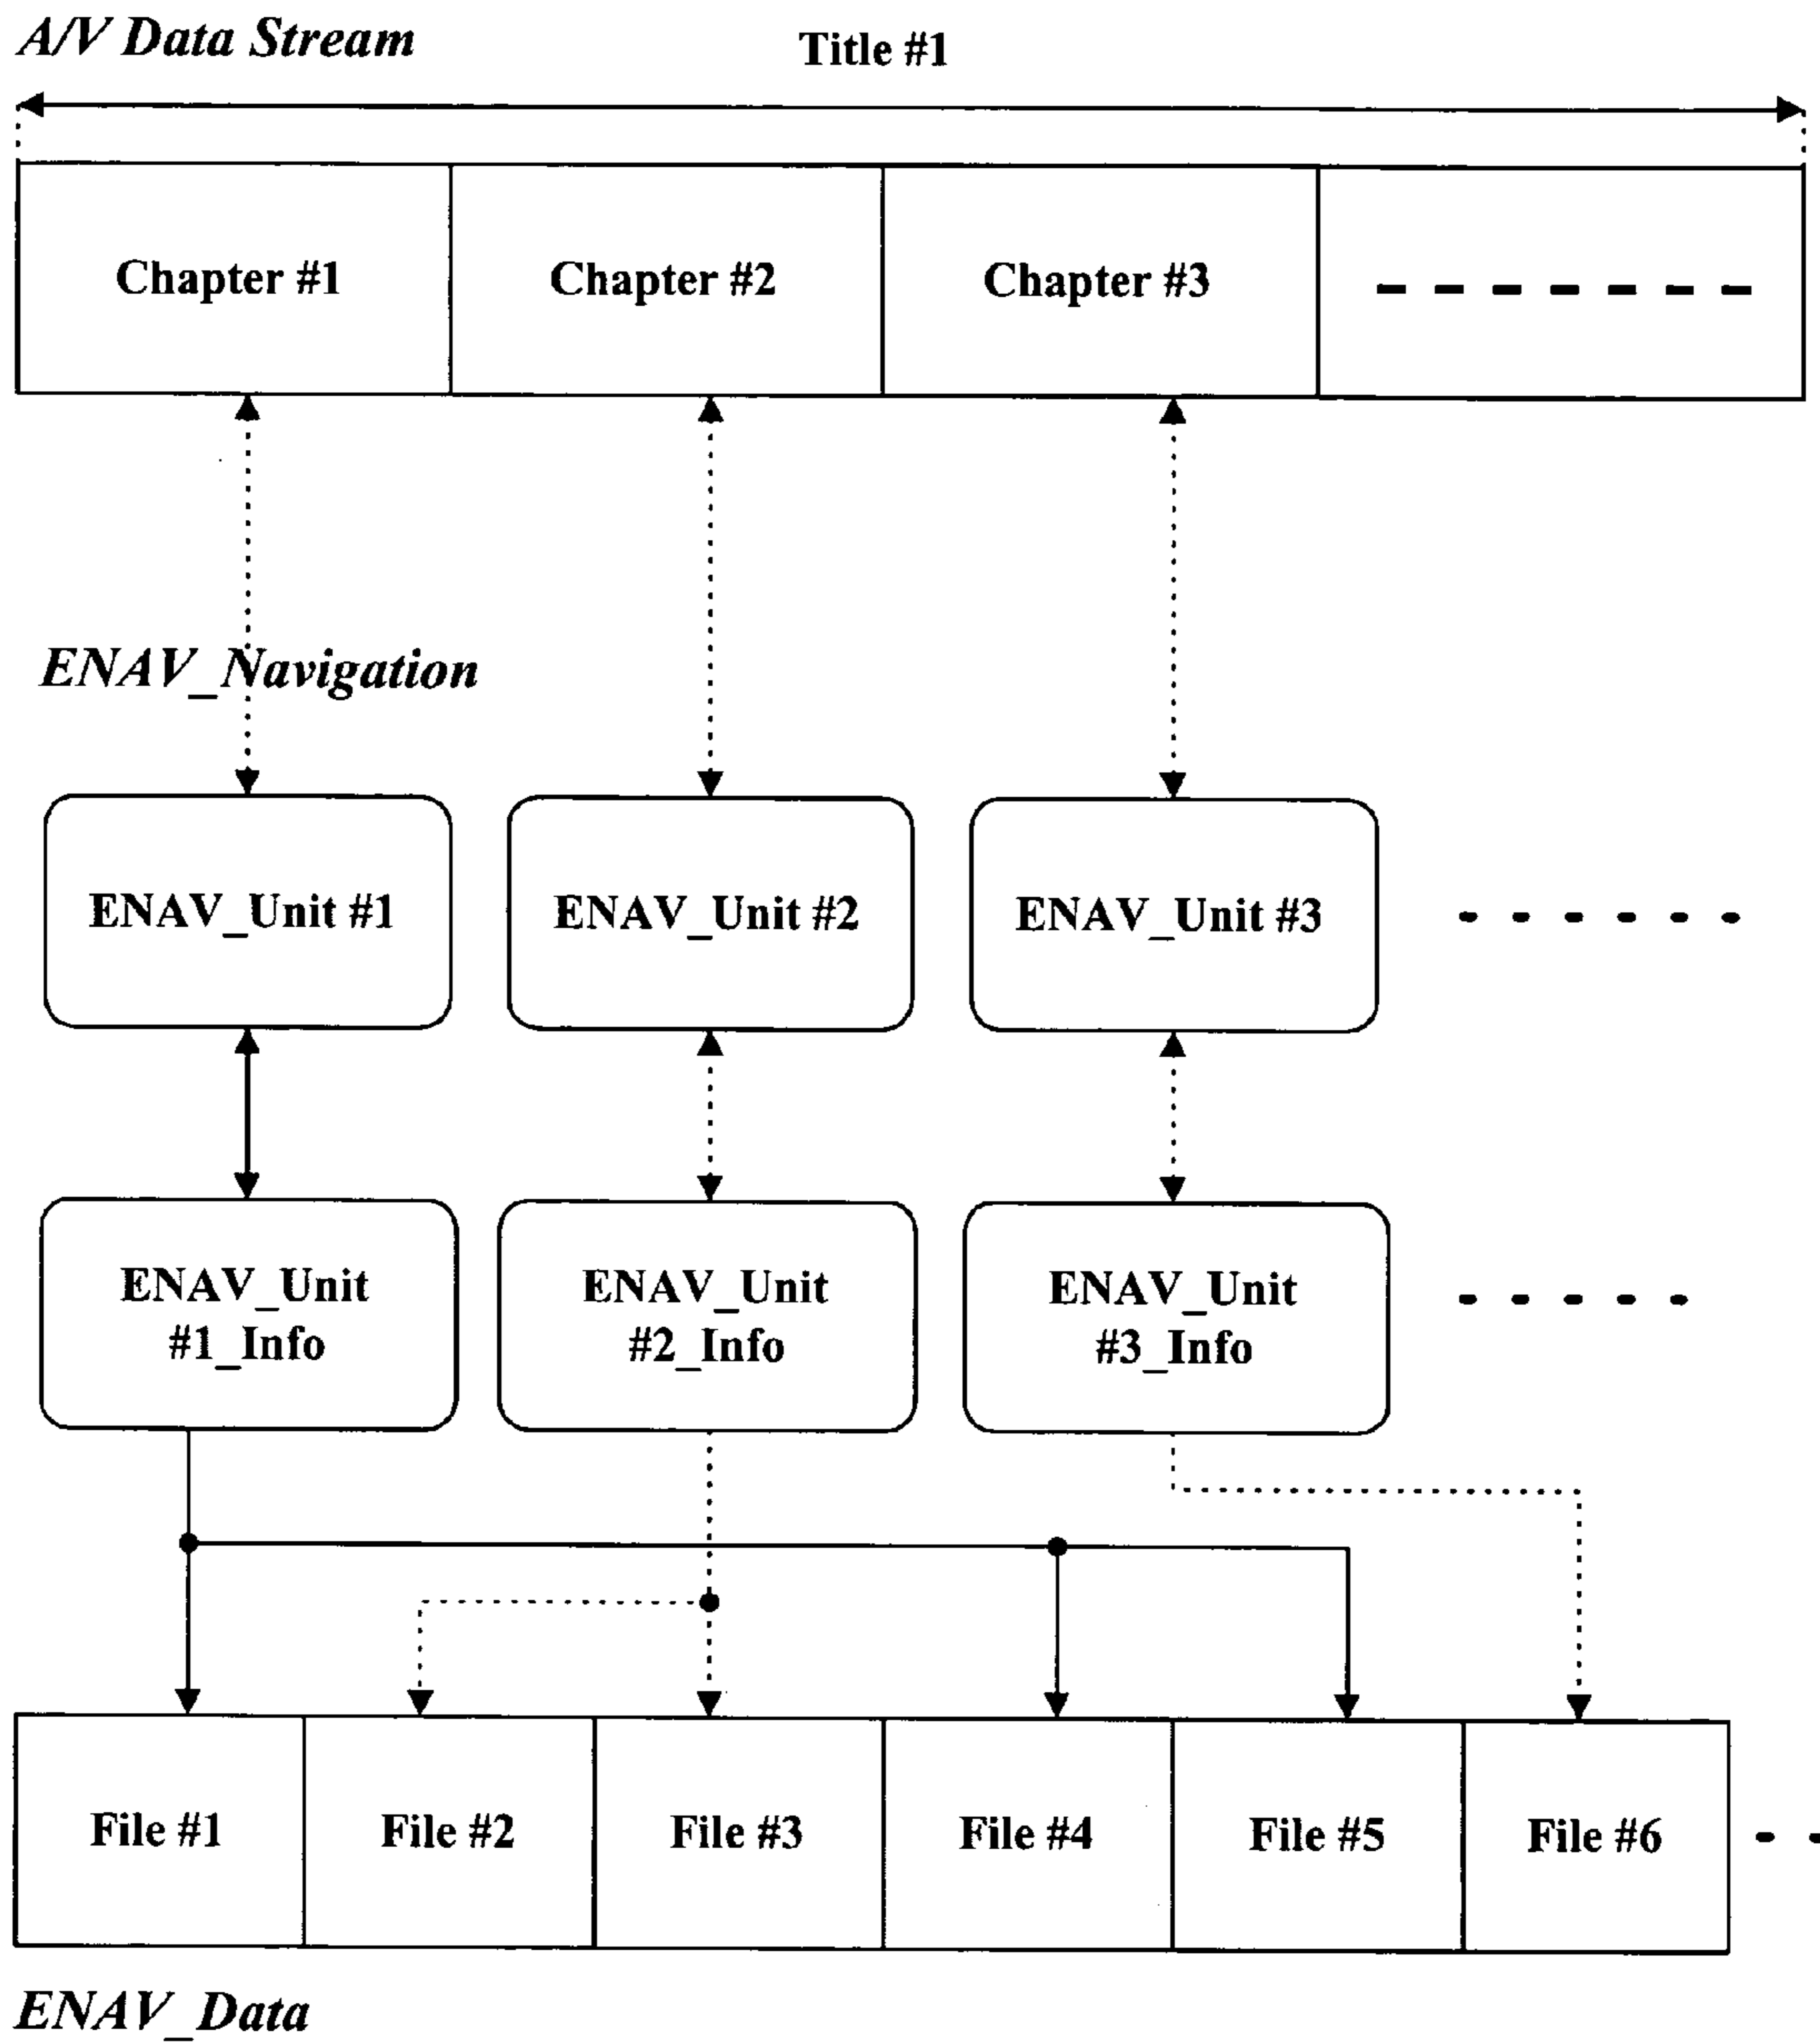 A/V Data Stream
Title #1
Chapter #1
Chapter #2
Chapter #3
ENAV_Navigation
ENAV_Unit #1
ENAV_Unit #2
ENAV_Unit #3
ENAV_Unit
#1_Info
ENAV_Unit
#2_Info
ENAV_Unit
#3_Info
File #1
File #2
File #3
File #4
File #5
File #6
ENAV_Data